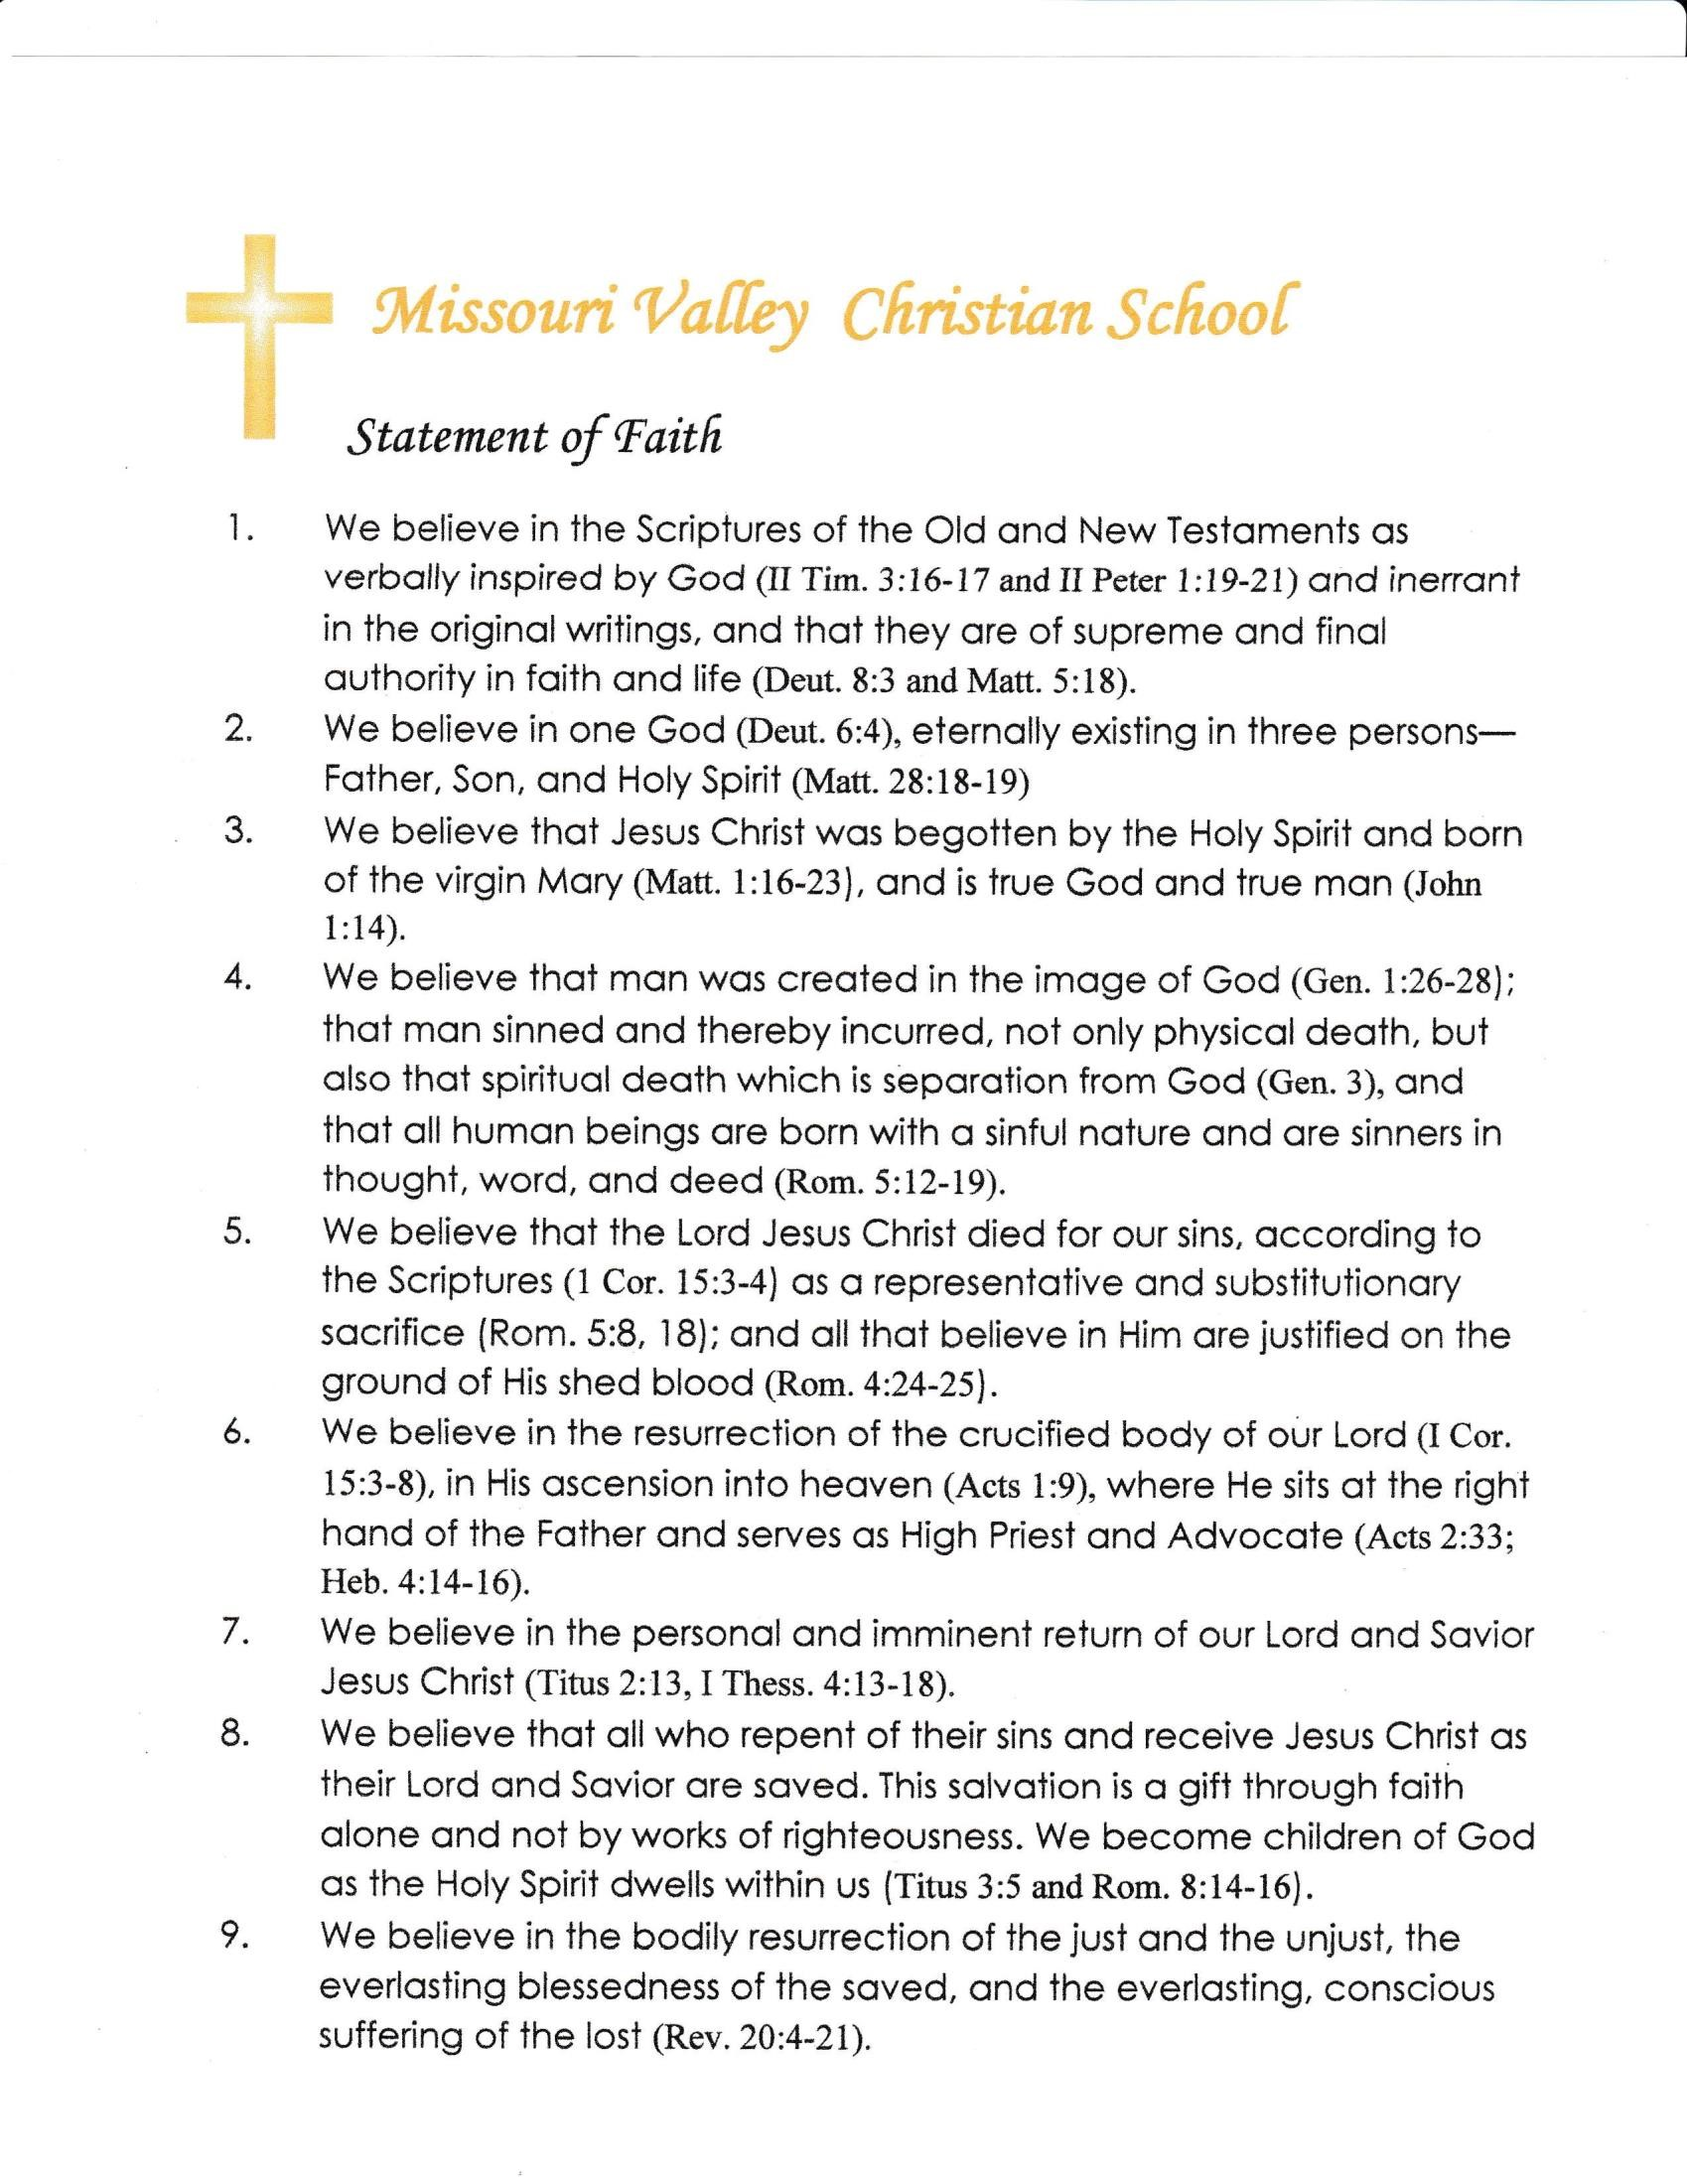 Missouri Valley Christian School
Statement of Faith
1. We believe in the Scriptures of the Old and New Testaments as
verbally inspired by God (II Tim. 3:16-17 and II Peter 1:19-21) and inerrant
in the original writings, and that they are of supreme and final
authority in faith and life (Deut. 8:3 and Matt. 5:18).
2. We believe in one God (Deut. 6:4), eternally existing in three persons—
Father, Son, and Holy Spirit (Matt. 28:18-19)
3. We believe that Jesus Christ was begotten by the Holy Spirit and born
of the virgin Mary (Matt. 1:16-23), and is true God and true man (John
1:14).
4. We believe that man was created in the image of God (Gen. 1:26-28);
that man sinned and thereby incurred, not only physical death, but
also that spiritual death which is separation from God (Gen. 3), and
that all human beings are born with a sinful nature and are sinners in
thought, word, and deed (Rom. 5:12-19).
5. We believe that the Lord Jesus Christ died for our sins, according to
the Scriptures (1 Cor. 15:3-4) as a representative and substitutionary
sacrifice (Rom. 5:8, 18); and all that believe in Him are justified on the
ground of His shed blood (Rom. 4:24-25).
6. We believe in the resurrection of the crucified body of our Lord (I Cor.
15:3-8), in His ascension into heaven (Acts 1:9), where He sits at the right
hand of the Father and serves as High Priest and Advocate (Acts 2:33;
Heb. 4:14-16).
7. We believe in the personal and imminent return of our Lord and Savior
Jesus Christ (Titus 2:13, I Thess. 4:13-18).
8. We believe that all who repent of their sins and receive Jesus Christ as
their Lord and Savior are saved. This salvation is a gift through faith
alone and not by works of righteousness. We become children of God
as the Holy Spirit dwells within us (Titus 3:5 and Rom. 8:14-16).
9. We believe in the bodily resurrection of the just and the unjust, the
everlasting blessedness of the saved, and the everlasting, conscious
suffering of the lost (Rev. 20:4-21).